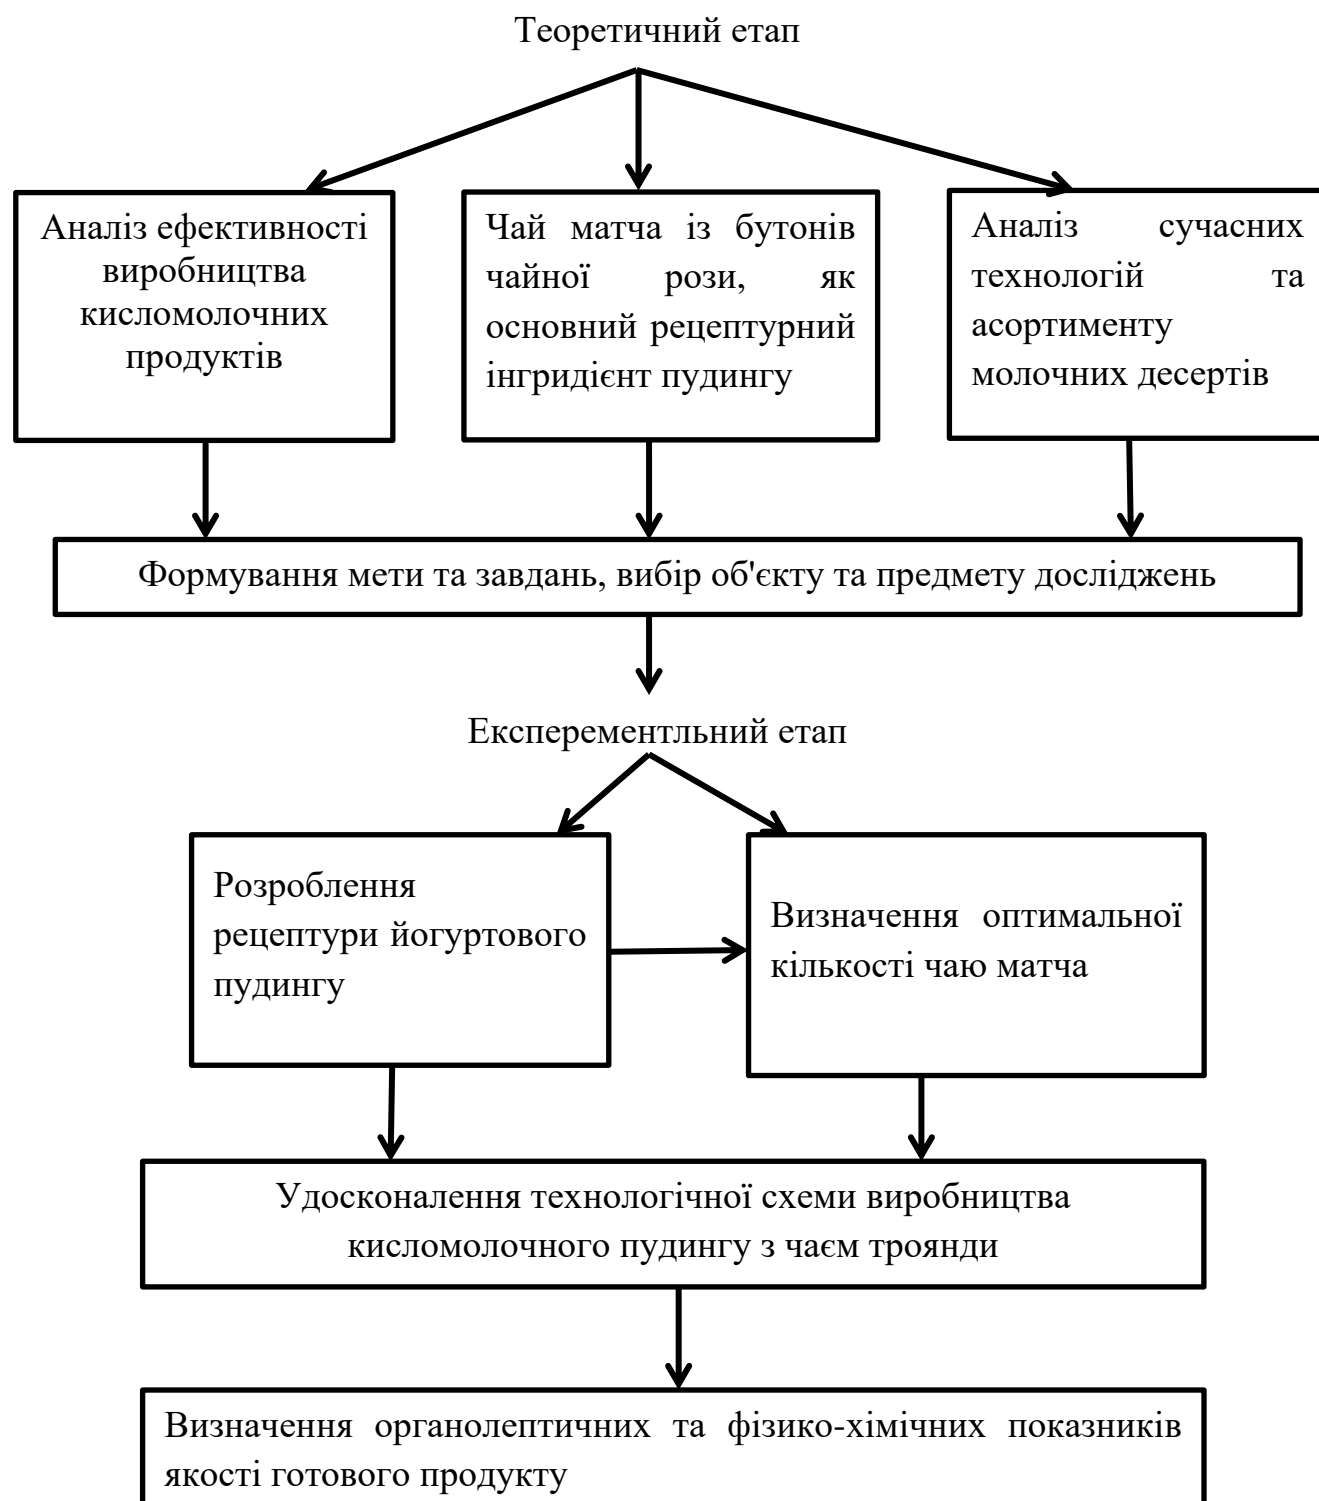 Теоретичний етап
Аналіз ефективності
виробництва
кисломолочних
продуктів
Чай матча із бутонів
чайної рози, як
основний рецептурний
інгридієнт пудингу
Аналіз сучасних
технологій та
асортименту
молочних десертів
Формування мети та завдань, вибір об'єкту та предмету досліджень
Експерементльний етап
Розроблення
рецептури йогуртового
пудингу
Визначення оптимальної
кількості чаю матча
Удосконалення технологічної схеми виробництва
кисломолочного пудингу з чаєм троянди
Визначення органолептичних та фізико-хімічних показників
якості готового продукту